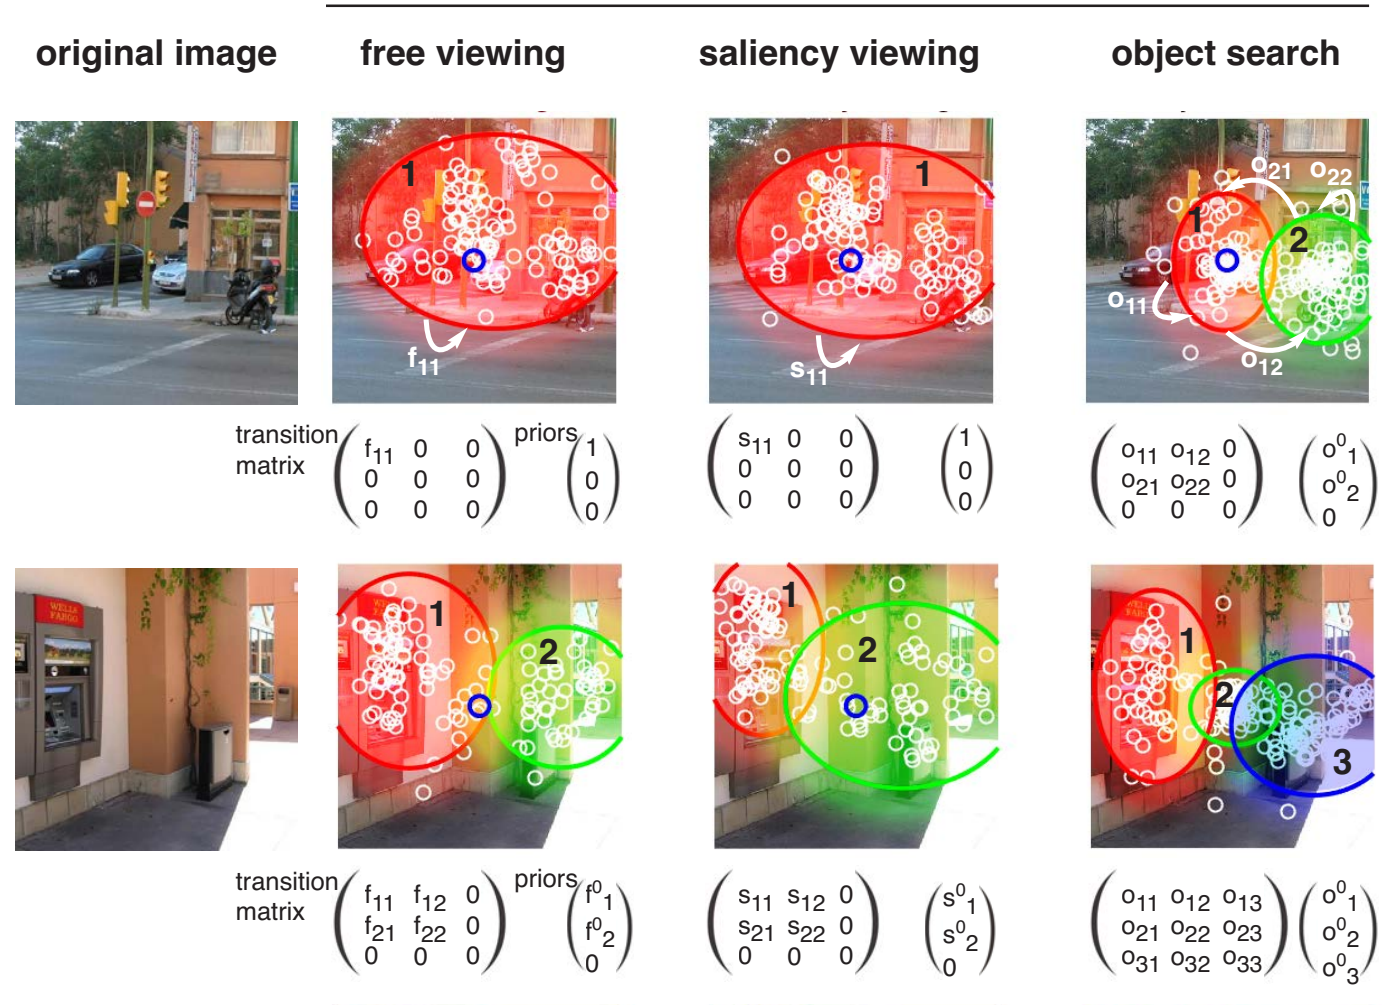 original image free viewing saliency viewing object search
1 1 1 o21 o22
1 2
o11
f11 s11 o12
transition matrix
f11 0 0
0 0 0
0 0 0
priors
1
0
0
s11 0 0
0 0 0
0 0 0
1
0
0
o11 o12 0
o21 o22 0
0 0 0
o⁰1
o⁰2
0
WELLS
FARGO
1 2
1 2
1 2 3
transition matrix
f11 f12 0
f21 f22 0
0 0 0
priors
f⁰1
f⁰2
0
s11 s12 0
s21 s22 0
0 0 0
s⁰1
s⁰2
0
o11 o12 o13
o21 o22 o23
o31 o32 o33
o⁰1
o⁰2
o⁰3